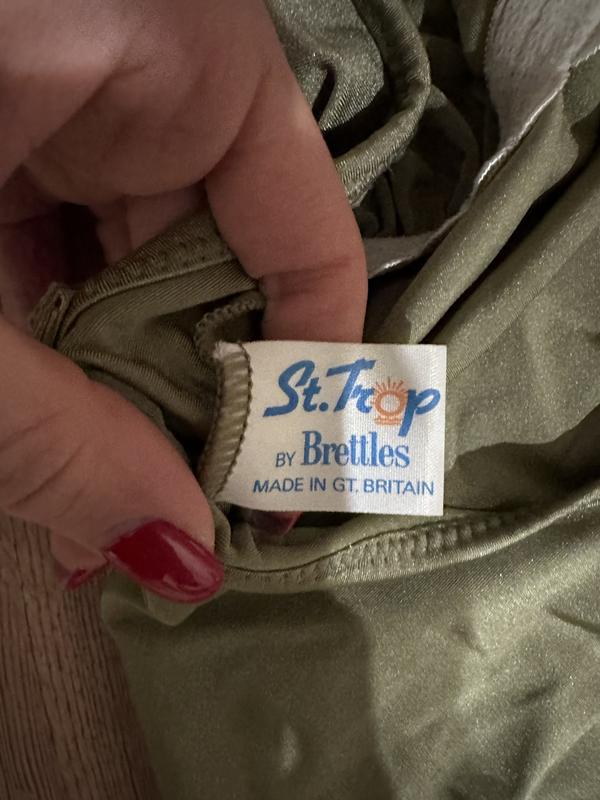 St. Trop
BY Brettles
MADE IN GT. BRITAIN